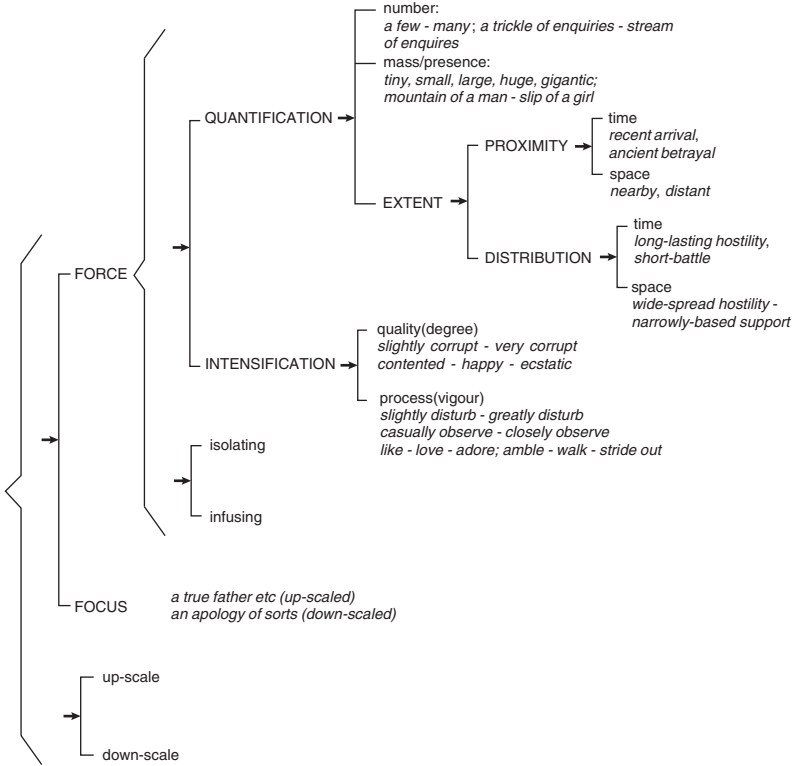 number:
a few - many; a trickle of enquiries - stream
of enquires
mass/presence:
tiny, small, large, huge, gigantic;
mountain of a man - slip of a girl
QUANTIFICATION
time
PROXIMITY
recent arrival,
ancient betrayal
space
nearby, distant
EXTENT
time
long-lasting hostility,
short-battle
DISTRIBUTION
space
wide-spread hostility -
narrowly-based support
FORCE
quality(degree)
slightly corrupt - very corrupt
contented - happy - ecstatic
INTENSIFICATION
process(vigour)
slightly disturb - greatly disturb
casually observe - closely observe
like - love - adore; amble - walk - stride out
isolating
infusing
FOCUS
a true father etc (up-scaled)
an apology of sorts (down-scaled)
up-scale
down-scale